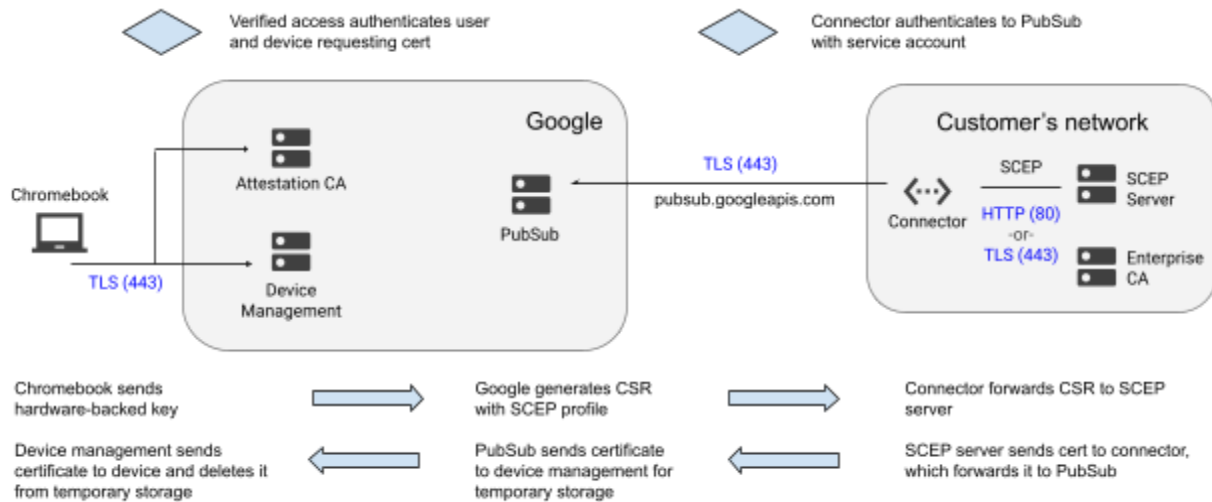 Verified access authenticates user
and device requesting cert
Connector authenticates to PubSub
with service account
Google
Customer's network
Attestation CA
Chromebook
TLS (443)
Device
Management
PubSub
TLS (443)
pubsub.googleapis.com
Connector
SCEP
HTTP (80)
-or-
TLS (443)
SCEP
Server
Enterprise
CA
Chromebook sends
hardware-backed key
Google generates CSR
with SCEP profile
Connector forwards CSR to SCEP
server
Device management sends
certificate to device and deletes it
from temporary storage
PubSub sends certificate
to device management for
temporary storage
SCEP server sends cert to connector,
which forwards it to PubSub